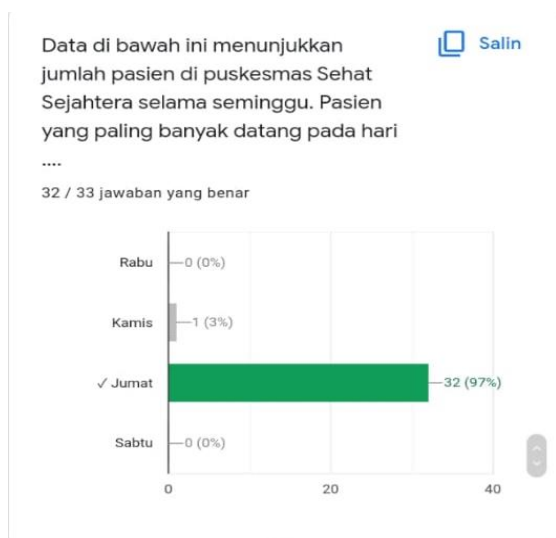 Data di bawah ini menunjukkan
Salin
jumlah pasien di puskesmas Sehat
Sejahtera selama seminggu. Pasien
yang paling banyak datang pada hari
....
32 / 33 jawaban yang benar
Rabu
0 (0%)
Kamis
1 (3%)
✓ Jumat
32 (97%)
Sabtu
0 (0%)
0
20
40